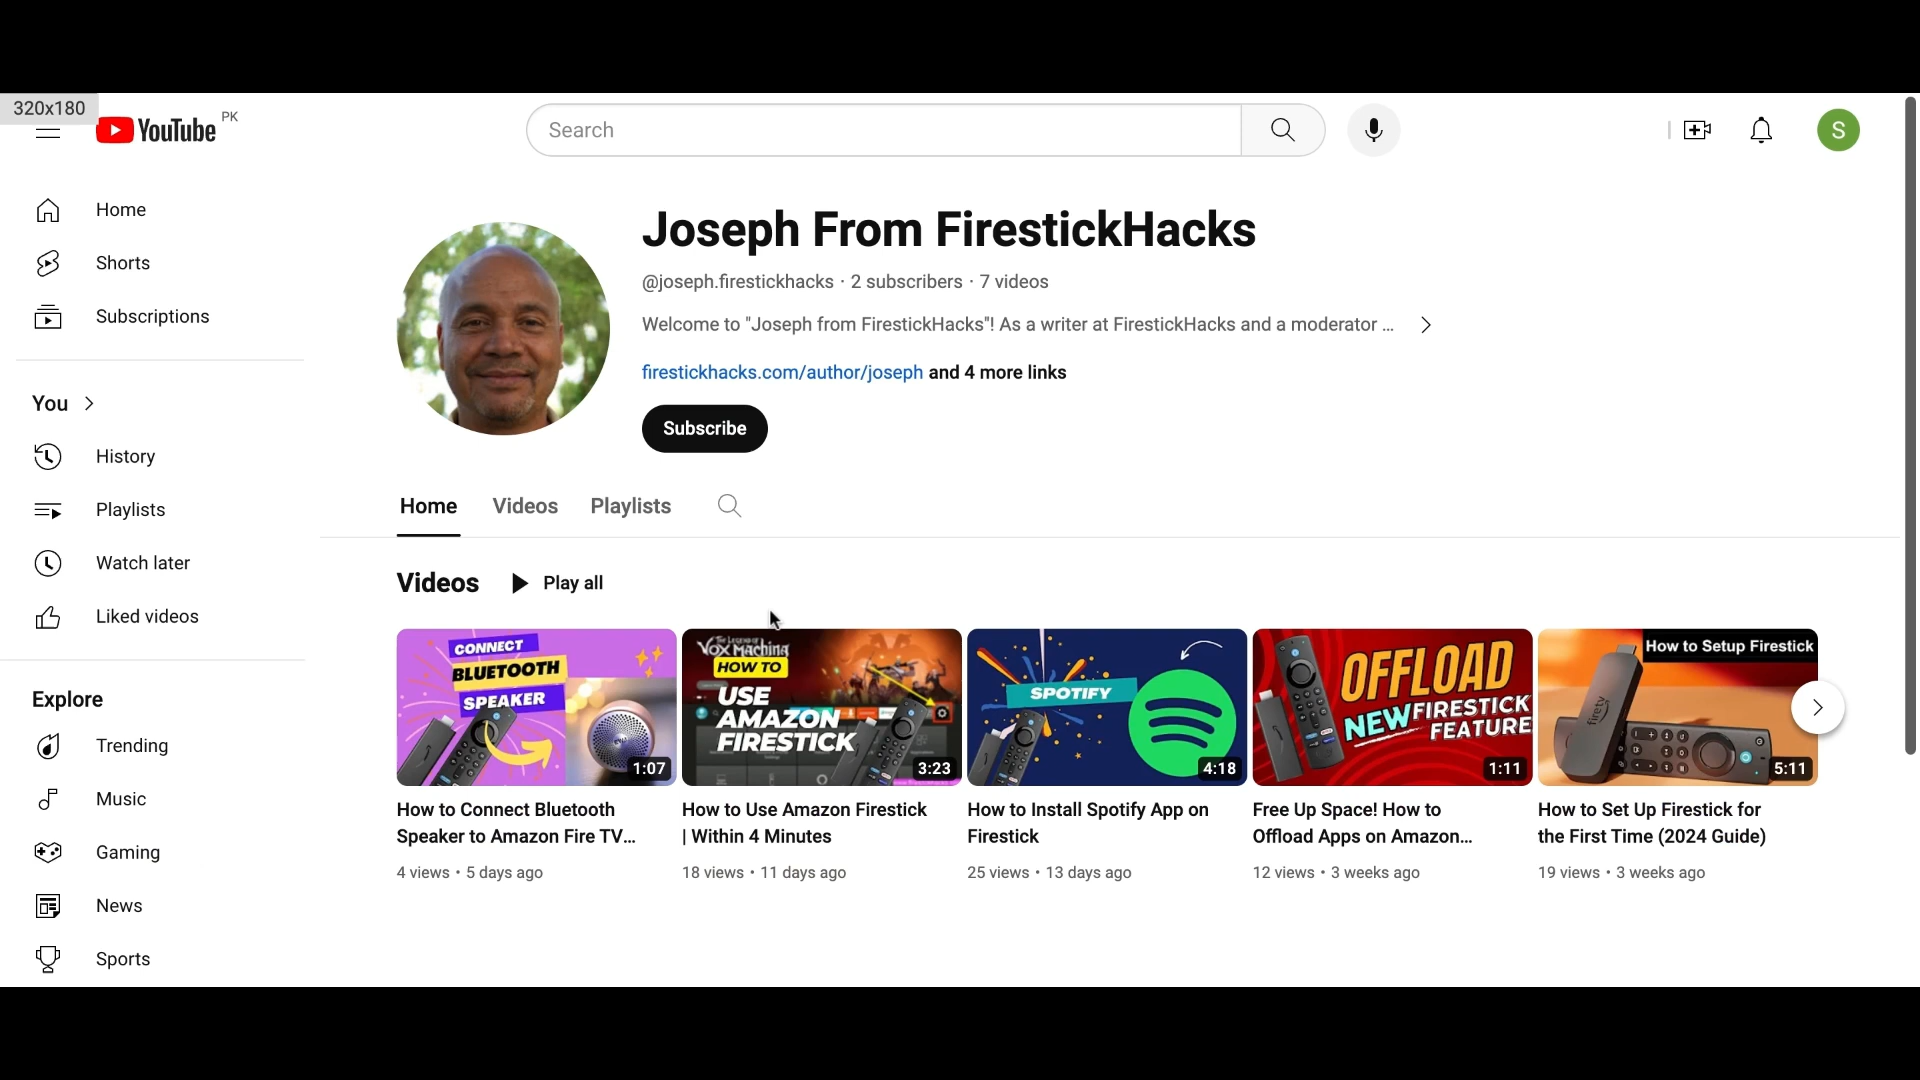 320x180
YouTube PK
Search
S
Home
Shorts
Subscriptions
You
History
Playlists
Watch later
Liked videos
Explore
Trending
Music
Gaming
News
Sports
Joseph From FirestickHacks
@joseph.firestickhacks · 2 subscribers · 7 videos
Welcome to "Joseph from FirestickHacks"! As a writer at FirestickHacks and a moderator ...
firestickhacks.com/author/joseph and 4 more links
Subscribe
Home Videos Playlists
Videos Play all
CONNECT
BLUETOOTH
SPEAKER
1:07
How to Connect Bluetooth
Speaker to Amazon Fire TV...
4 views • 5 days ago
THE LEGEND OF
VOX MACHINA
HOW TO
USE
AMAZON
FIRESTICK
3:23
How to Use Amazon Firestick
| Within 4 Minutes
18 views • 11 days ago
SPOTIFY
4:18
How to Install Spotify App on
Firestick
25 views • 13 days ago
OFFLOAD
NEW FIRESTICK
FEATURE
1:11
Free Up Space! How to
Offload Apps on Amazon...
12 views • 3 weeks ago
How to Setup Firestick
firetv
5:11
How to Set Up Firestick for
the First Time (2024 Guide)
19 views • 3 weeks ago